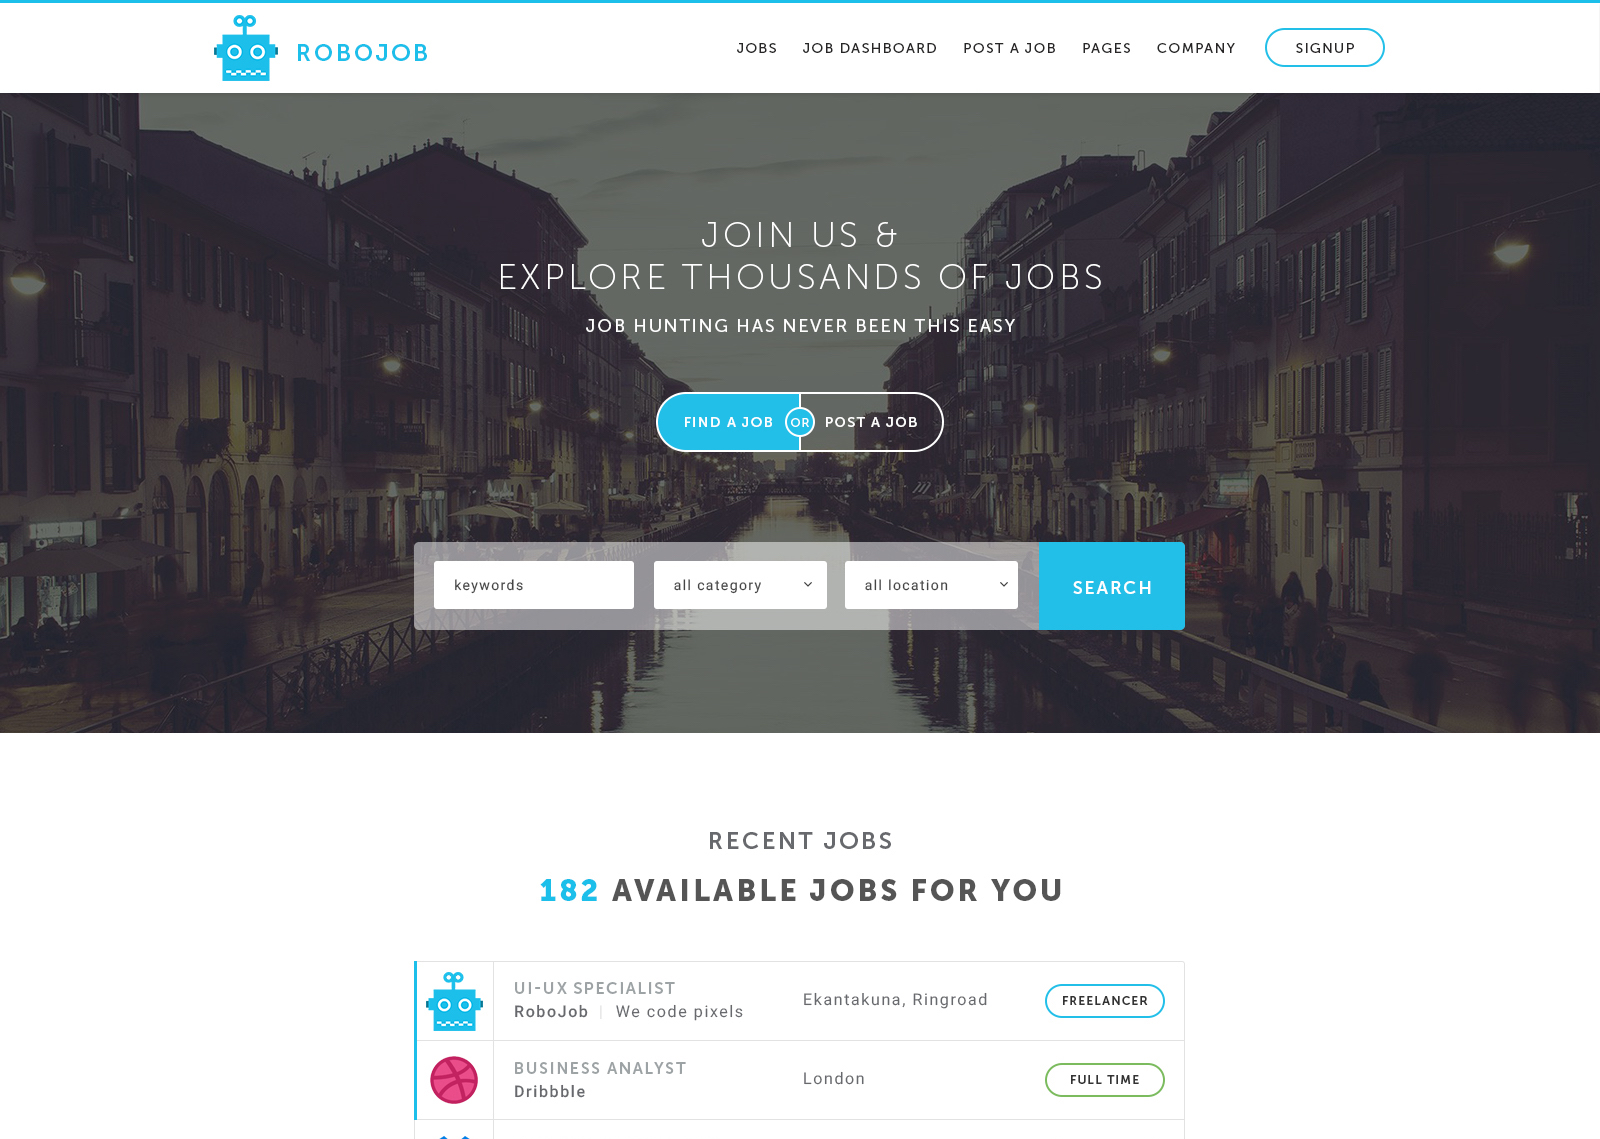 ROBOJOB
JOBS JOB DASHBOARD POST A JOB PAGES COMPANY SIGNUP
JOIN US &
EXPLORE THOUSANDS OF JOBS
JOB HUNTING HAS NEVER BEEN THIS EASY
FIND A JOB OR POST A JOB
keywords all category all location SEARCH
RECENT JOBS
182 AVAILABLE JOBS FOR YOU
UI-UX SPECIALIST
RoboJob | We code pixels
Ekantakuna, Ringroad
FREELANCER
BUSINESS ANALYST
Dribbble
London
FULL TIME